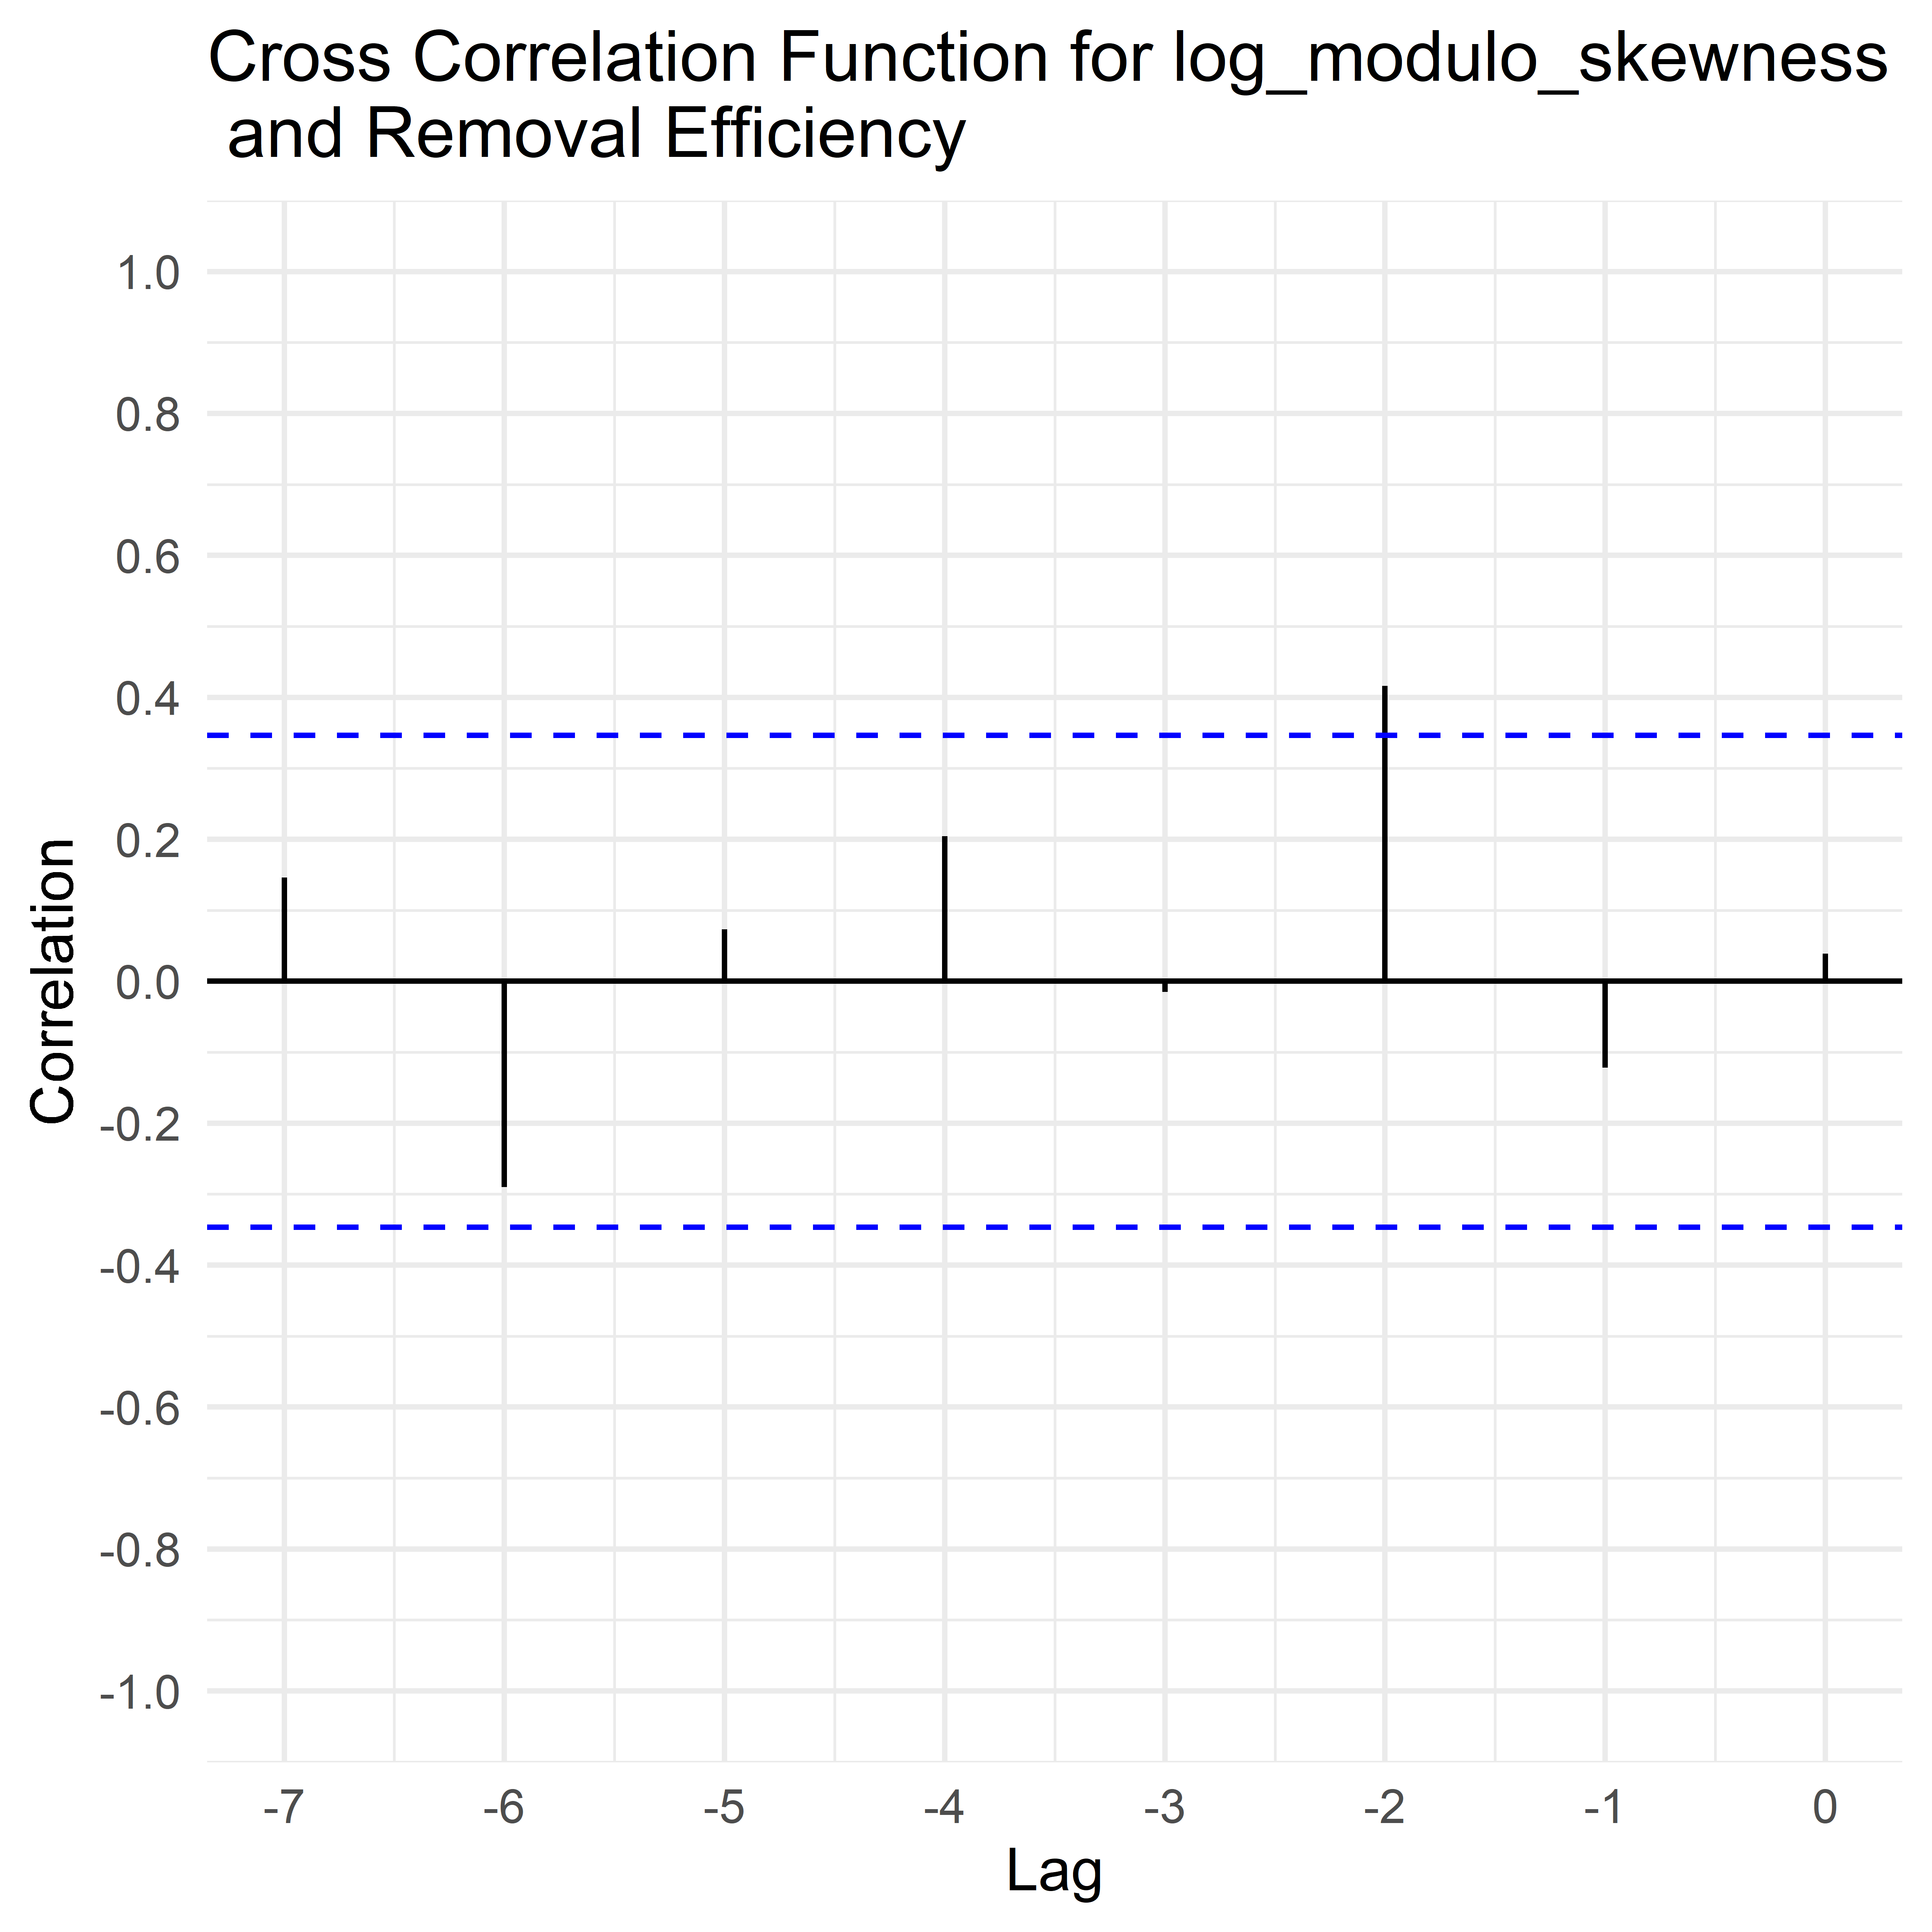 Cross Correlation Function for log_modulo_skewness
and Removal Efficiency
1.0
0.8
0.6
0.4
0.2
0.0
-0.2
-0.4
-0.6
-0.8
-1.0
Correlation
-7 -6 -5 -4 -3 -2 -1 0
Lag